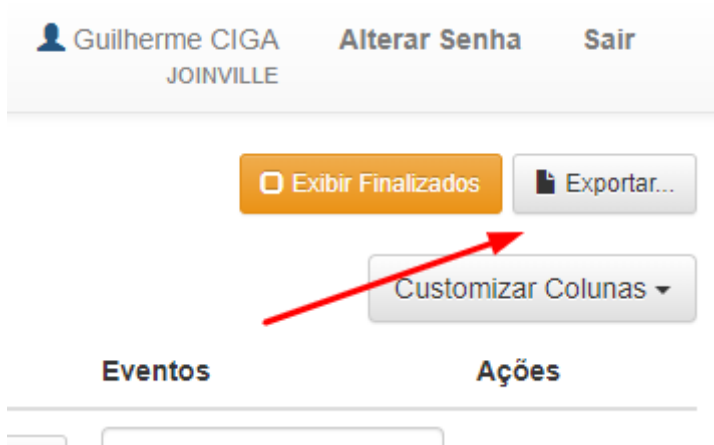 Guilherme CIGA Alterar Senha Sair
JOINVILLE
Exibir Finalizados Exportar...
Customizar Colunas
Eventos Ações